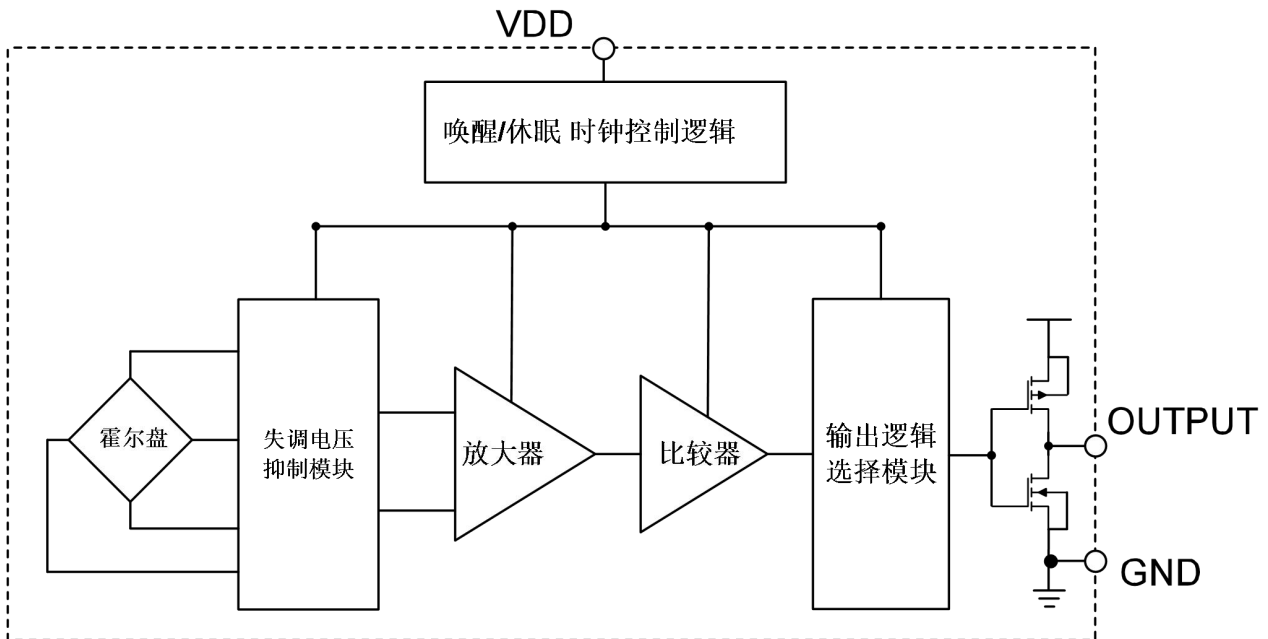 VDD
唤醒/休眠 时钟控制逻辑
霍尔盘
失调电压
抑制模块
放大器
比较器
输出逻辑
选择模块
OUTPUT
GND